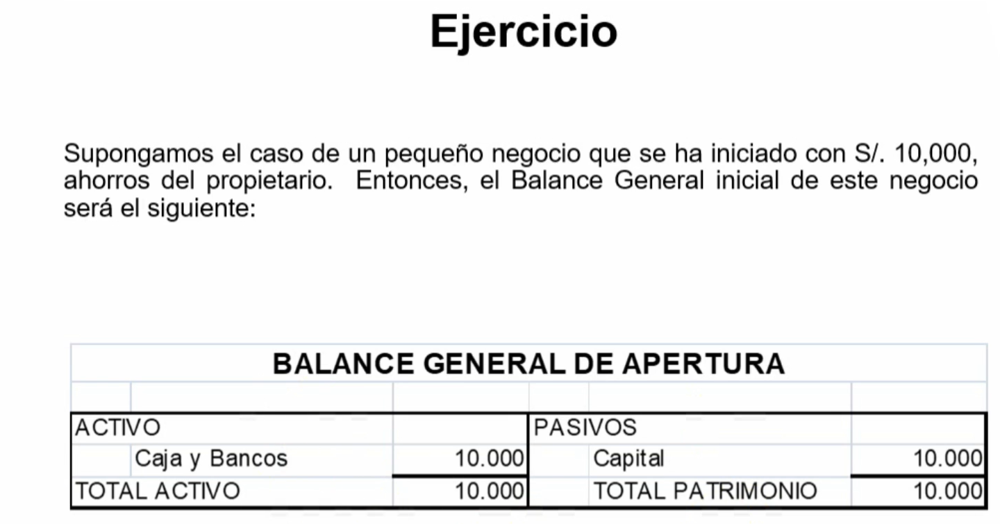 Ejercicio
Supongamos el caso de un pequeño negocio que se ha iniciado con S/. 10,000,
ahorros del propietario. Entonces, el Balance General inicial de este negocio
será el siguiente:
BALANCE GENERAL DE APERTURA
ACTIVO PASIVOS
Caja y Bancos 10.000 Capital 10.000
TOTAL ACTIVO 10.000 TOTAL PATRIMONIO 10.000